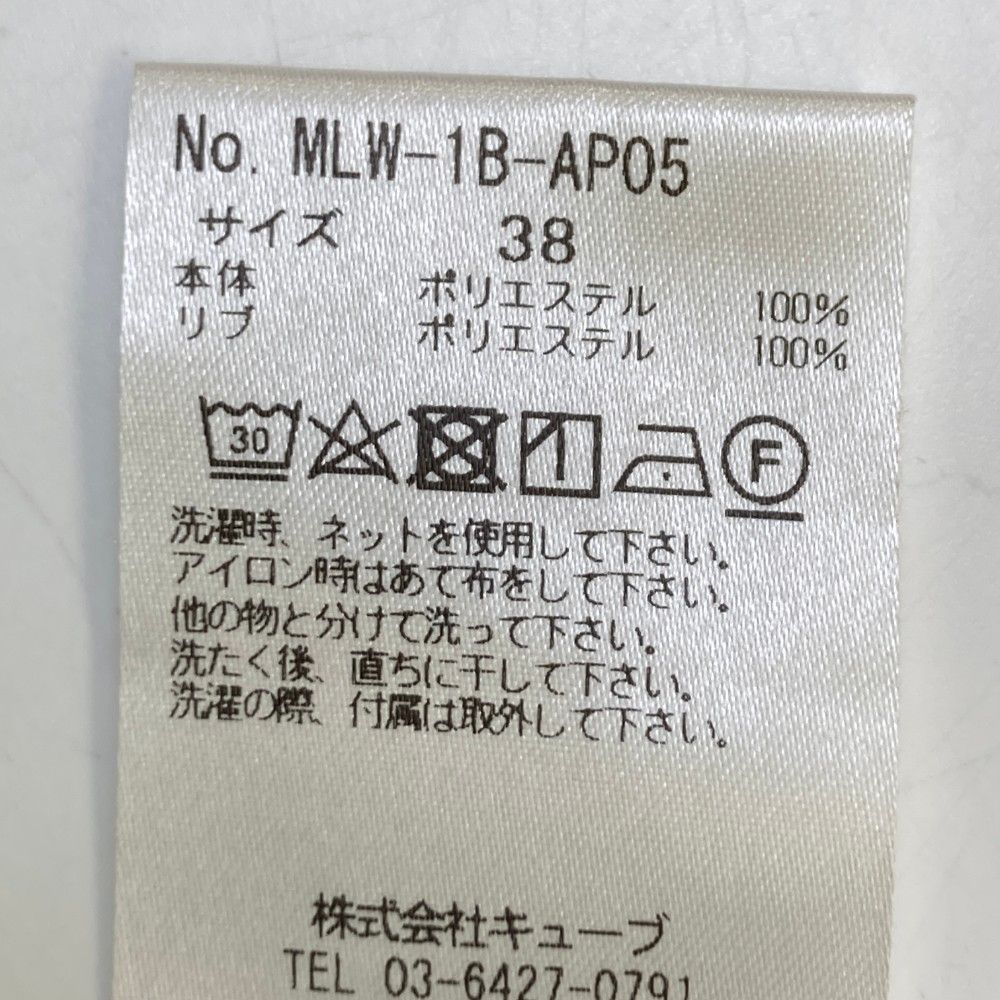 No. MLW-1B-AP05
サイズ 38
本体 ポリエステル 100%
リブ ポリエステル 100%
30 F
洗濯時、ネットを使用して下さい。
アイロン時はあて布をして下さい。
他の物と分けて洗って下さい。
洗たく後、直ちに干して下さい。
洗濯の際、付属は取外して下さい。
株式会社キューブ
TEL 03-6427-0791